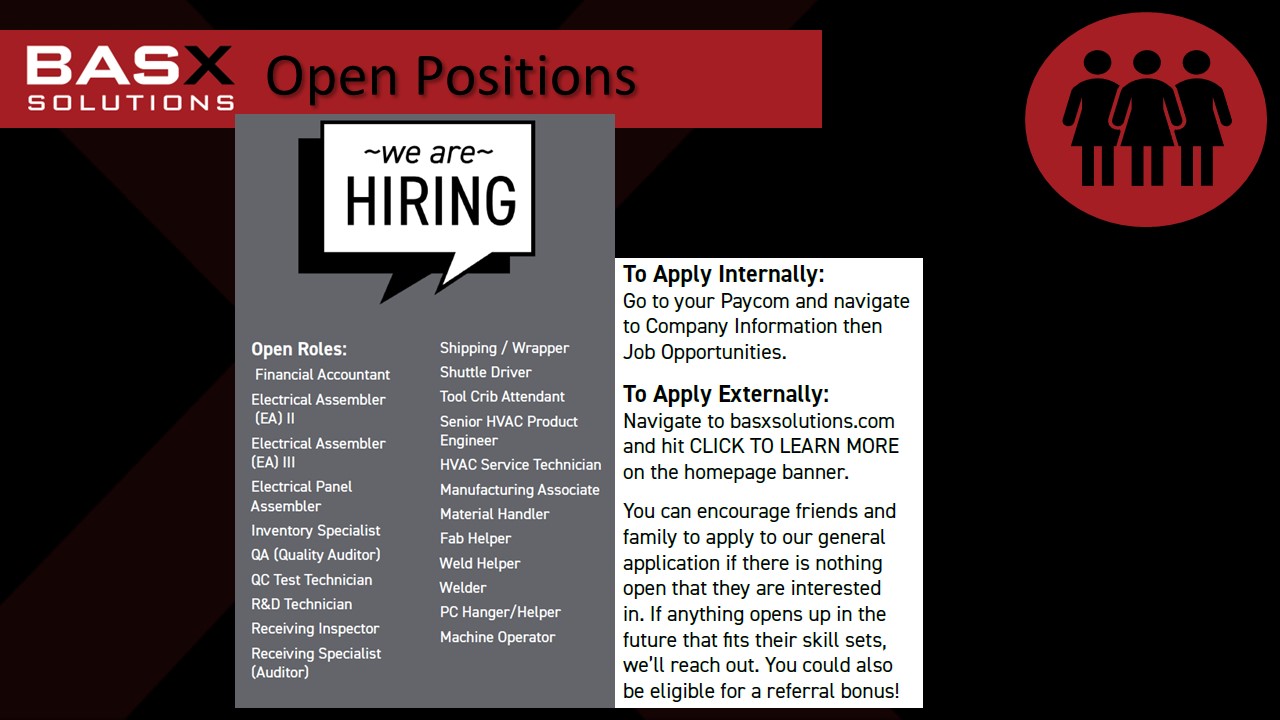 BASX
SOLUTIONS
Open Positions
~we are~
HIRING
Open Roles:
Financial Accountant
Electrical Assembler
(EA) II
Electrical Assembler
(EA) III
Electrical Panel
Assembler
Inventory Specialist
QA (Quality Auditor)
QC Test Technician
R&D Technician
Receiving Inspector
Receiving Specialist
(Auditor)
Shipping / Wrapper
Shuttle Driver
Tool Crib Attendant
Senior HVAC Product
Engineer
HVAC Service Technician
Manufacturing Associate
Material Handler
Fab Helper
Weld Helper
Welder
PC Hanger/Helper
Machine Operator
To Apply Internally:
Go to your Paycom and navigate
to Company Information then
Job Opportunities.
To Apply Externally:
Navigate to basxsolutions.com
and hit CLICK TO LEARN MORE
on the homepage banner.
You can encourage friends and
family to apply to our general
application if there is nothing
open that they are interested
in. If anything opens up in the
future that fits their skill sets,
we'll reach out. You could also
be eligible for a referral bonus!